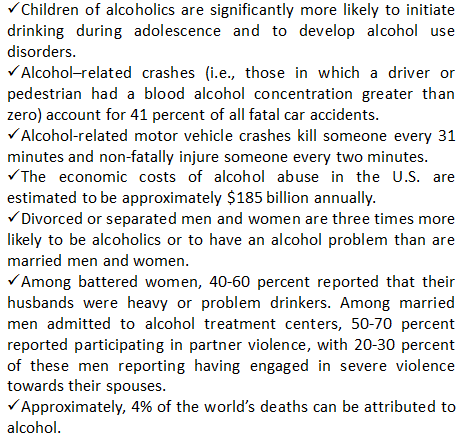 ✓Children of alcoholics are significantly more likely to initiate
drinking during adolescence and to develop alcohol use
disorders.
✓Alcohol–related crashes (i.e., those in which a driver or
pedestrian had a blood alcohol concentration greater than
zero) account for 41 percent of all fatal car accidents.
✓Alcohol-related motor vehicle crashes kill someone every 31
minutes and non-fatally injure someone every two minutes.
✓The economic costs of alcohol abuse in the U.S. are
estimated to be approximately $185 billion annually.
✓Divorced or separated men and women are three times more
likely to be alcoholics or to have an alcohol problem than are
married men and women.
✓Among battered women, 40-60 percent reported that their
husbands were heavy or problem drinkers. Among married
men admitted to alcohol treatment centers, 50-70 percent
reported participating in partner violence, with 20-30 percent
of these men reporting having engaged in severe violence
towards their spouses.
✓Approximately, 4% of the world’s deaths can be attributed to
alcohol.